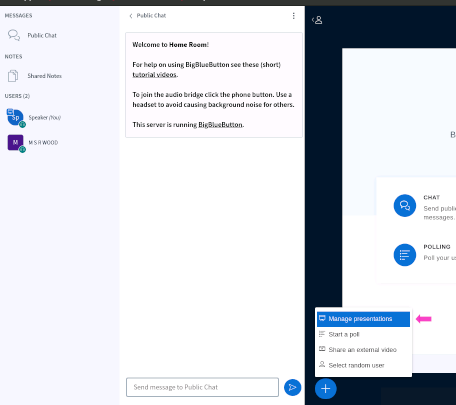 MESSAGES
Public Chat
NOTES
Shared Notes
USERS (2)
Sp
Speaker (You)
M
M S R WOOD
Public Chat
Welcome to Home Room!
For help on using BigBlueButton see these (short)
tutorial videos.
To join the audio bridge click the phone button. Use a
headset to avoid causing background noise for others.
This server is running BigBlueButton.
Send message to Public Chat
B
CHAT
Send public
messages.
POLLING
Poll your us
Manage presentations
Start a poll
Share an external video
Select random user